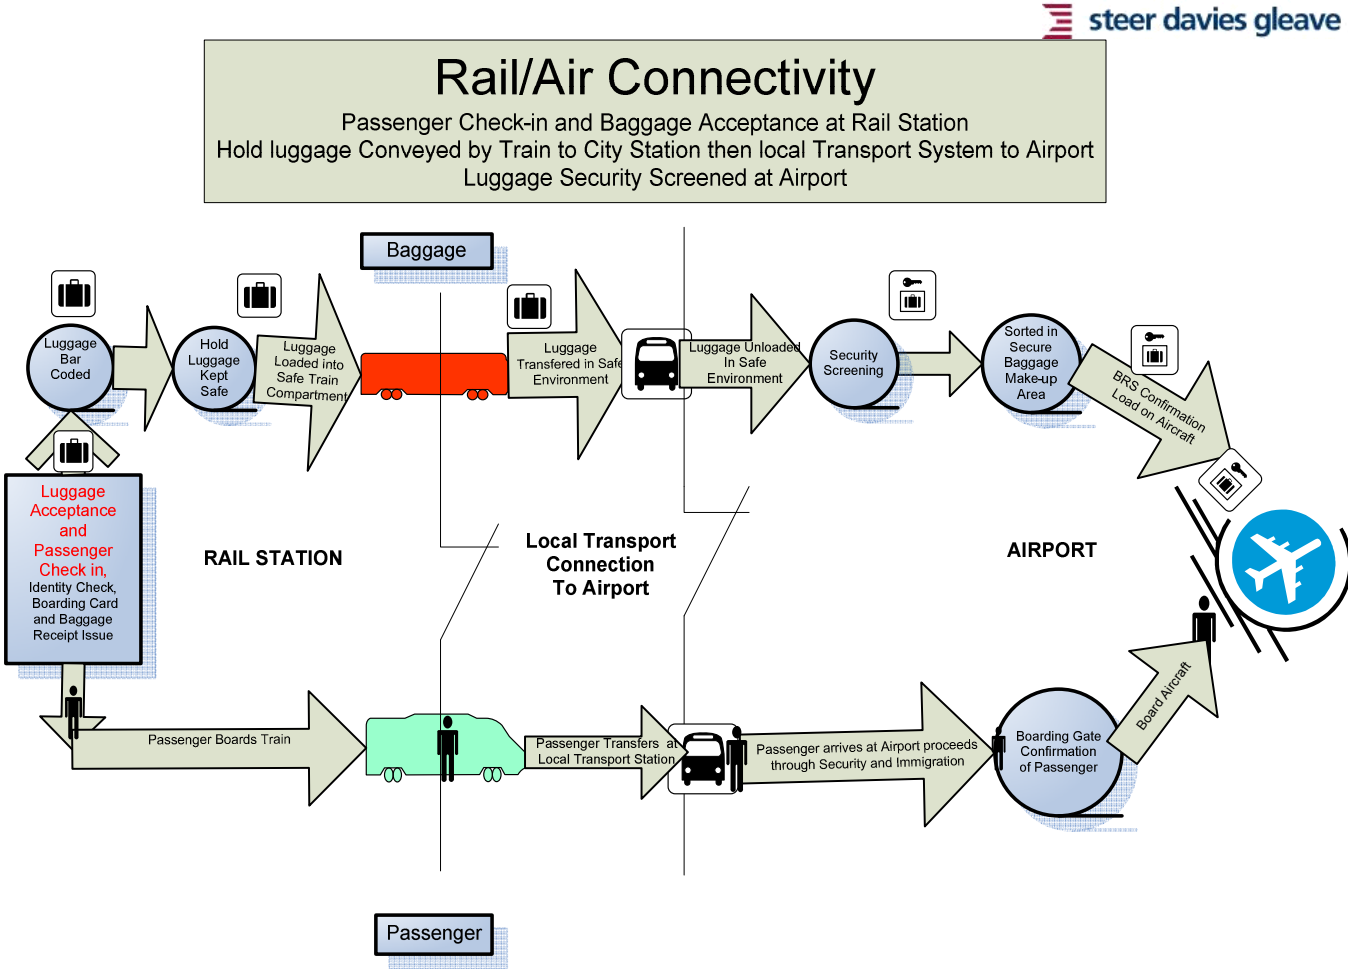 steer davies gleave
Rail/Air Connectivity
Passenger Check-in and Baggage Acceptance at Rail Station
Hold luggage Conveyed by Train to City Station then local Transport System to Airport
Luggage Security Screened at Airport
Baggage
Luggage
Bar
Coded
Hold
Luggage
Kept
Safe
Luggage
Loaded into
Safe Train
Compartment
Luggage
Transfered in Safe
Environment
Luggage Unloaded
In Safe
Environment
Security
Screening
Sorted in
Secure
Baggage
Make-up
Area
BRS Confirmation
Load on Aircraft
Luggage
Acceptance
and
Passenger
Check in,
Identity Check,
Boarding Card
and Baggage
Receipt Issue
RAIL STATION
Local Transport
Connection
To Airport
AIRPORT
Passenger Boards Train
Passenger Transfers at
Local Transport Station
Passenger arrives at Airport proceeds
through Security and Immigration
Boarding Gate
Confirmation
of Passenger
Board Aircraft
Passenger